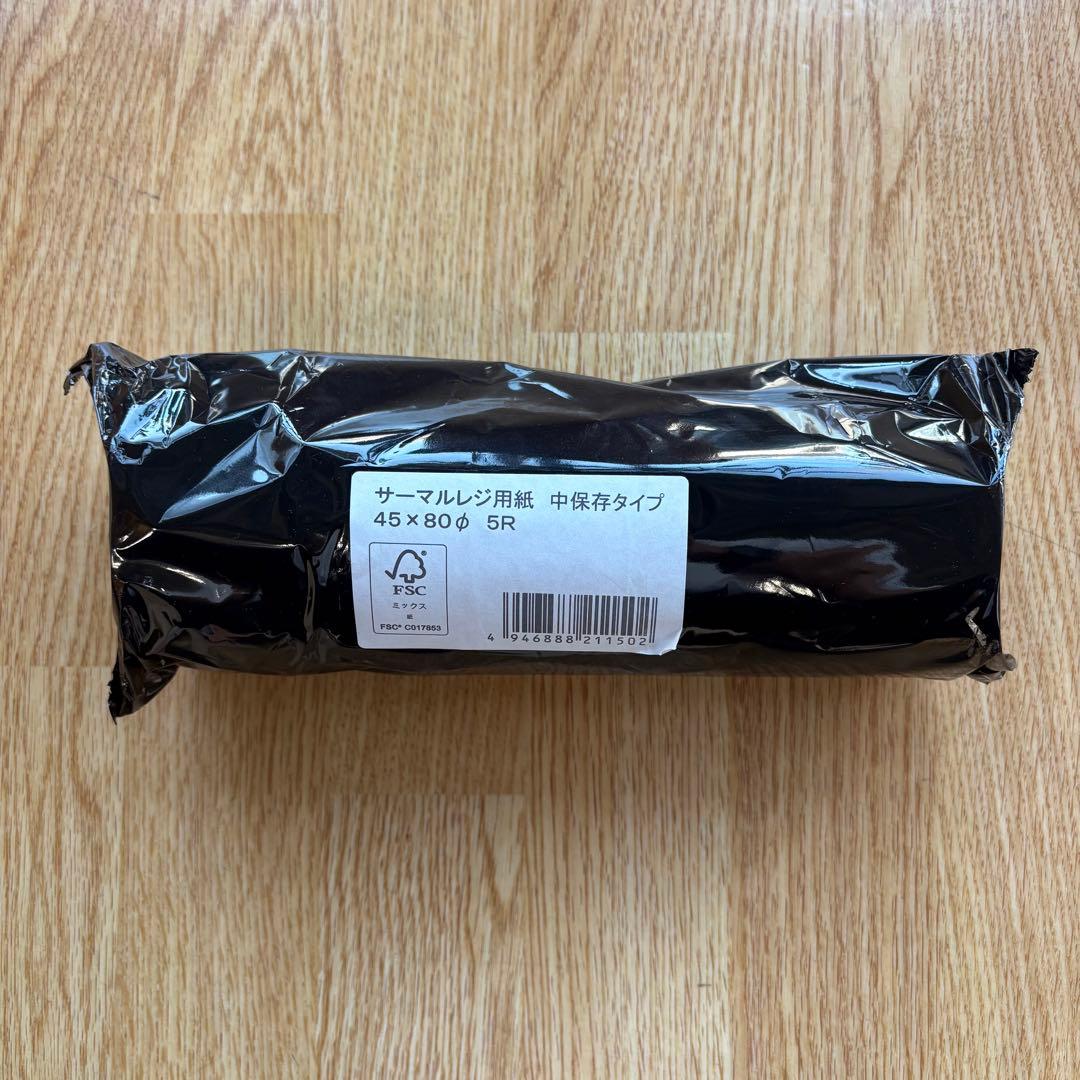 サーマルレジ用紙 中保存タイプ
45×80φ 5R
®
FSC
ミックス
紙
FSC® C017853
4 946888 211502